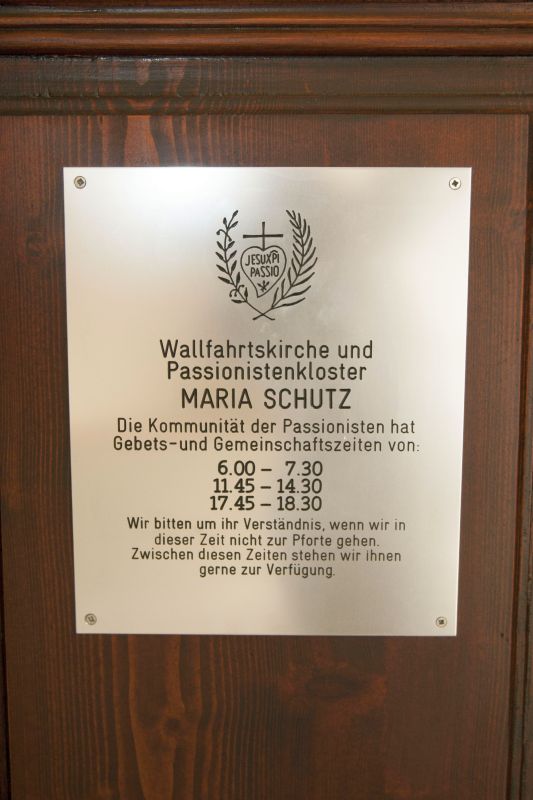 JESU XPI
PASSIO
Wallfahrtskirche und
Passionistenkloster
MARIA SCHUTZ
Die Kommunität der Passionisten hat
Gebets-und Gemeinschaftszeiten von:
6.00 – 7.30
11.45 – 14.30
17.45 – 18.30
Wir bitten um ihr Verständnis, wenn wir in
dieser Zeit nicht zur Pforte gehen.
Zwischen diesen Zeiten stehen wir ihnen
gerne zur Verfügung.